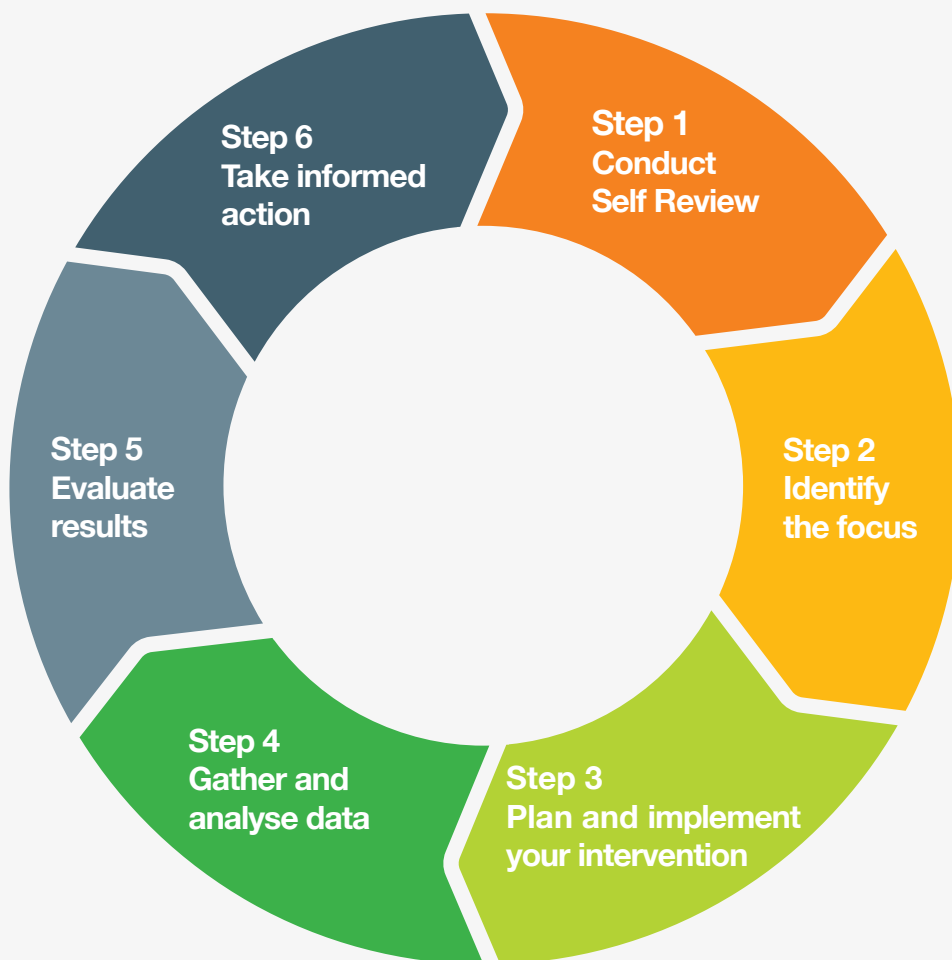 Step 1
Conduct
Self Review
Step 2
Identify
the focus
Step 3
Plan and implement
your intervention
Step 4
Gather and
analyse data
Step 5
Evaluate
results
Step 6
Take informed
action